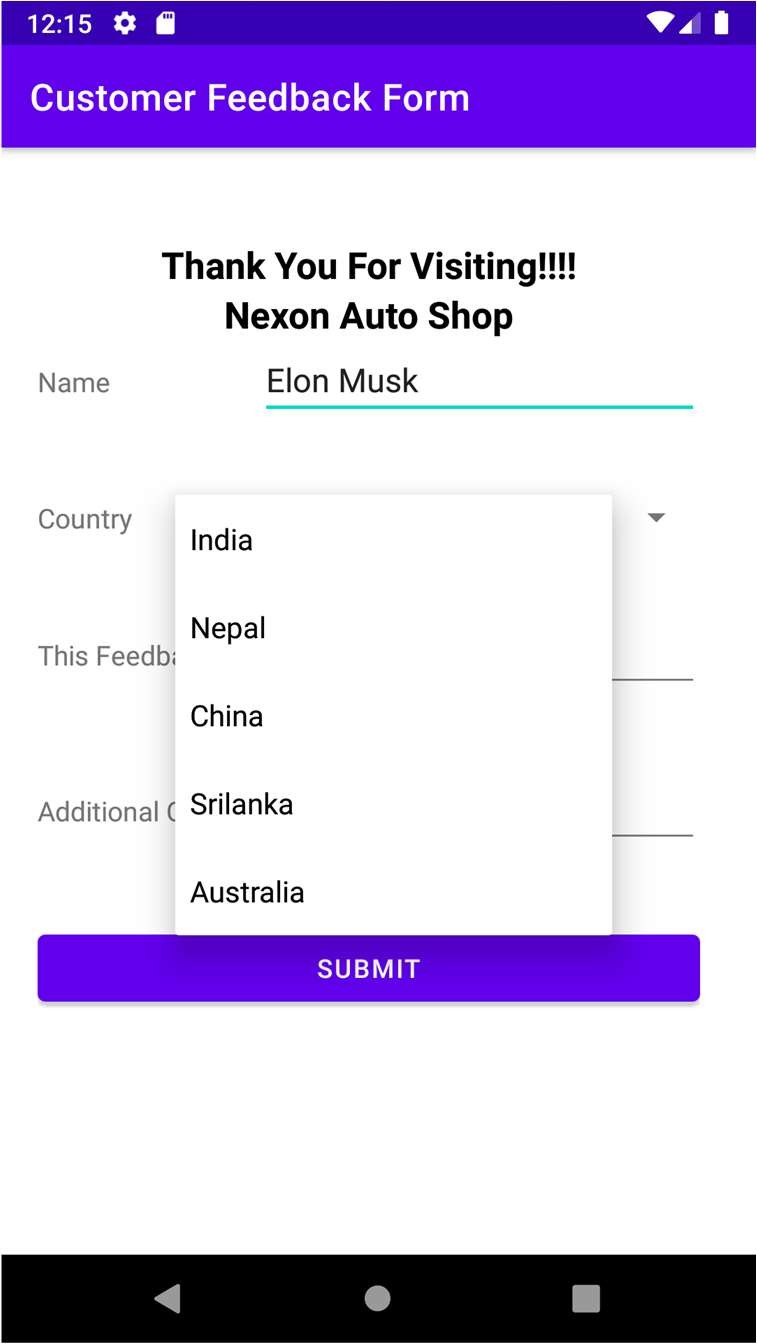 12:15
Customer Feedback Form
Thank You For Visiting!!!!
Nexon Auto Shop
Name
Elon Musk
Country
India
Nepal
This
China
Srilanka
Additional
Australia
SUBMIT